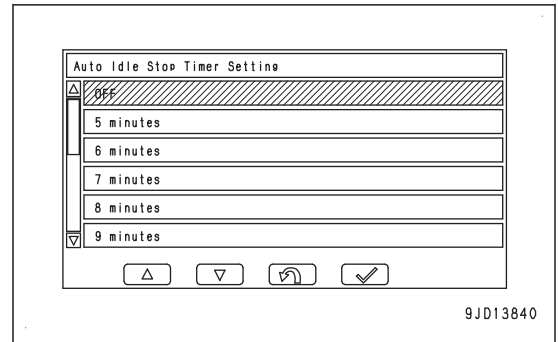 Auto Idle Stop Timer Setting
OFF
5 minutes
6 minutes
7 minutes
8 minutes
9 minutes
9JD13840